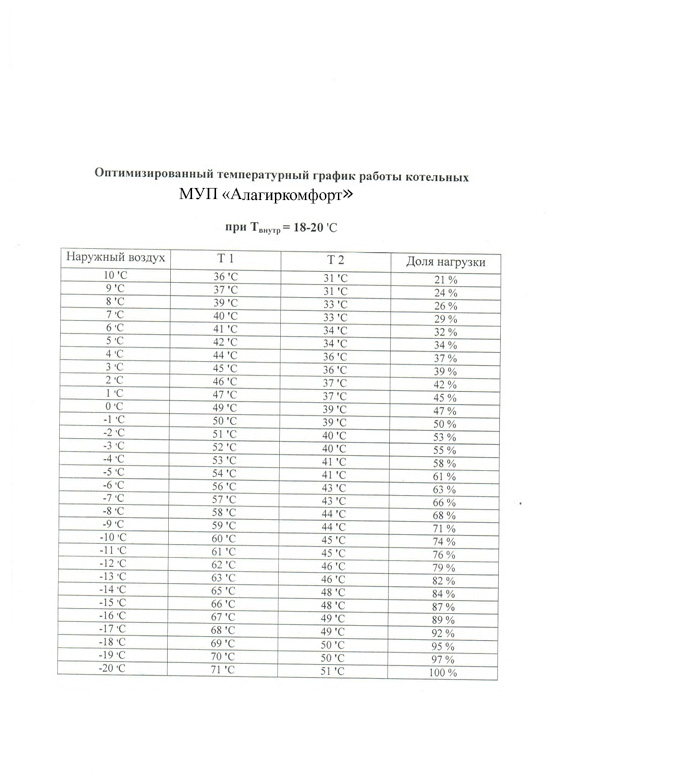 Оптимизированный температурный график работы котельных
МУП «Алагиркомфорт»
при Твнутр = 18-20 'С
Наружный воздух Т 1 Т 2 Доля нагрузки
10 'С 36 'С 31 'С 21 %
9 'С 37 'С 31 'С 24 %
8 'С 39 'С 33 'С 26 %
7 'С 40 'С 33 'С 29 %
6 'С 41 'С 34 'С 32 %
5 'С 42 'С 34 'С 34 %
4 'С 44 'С 36 'С 37 %
3 'С 45 'С 36 'С 39 %
2 'С 46 'С 37 'С 42 %
1 'С 47 'С 37 'С 45 %
0 'С 49 'С 39 'С 47 %
-1 'С 50 'С 39 'С 50 %
-2 'С 51 'С 40 'С 53 %
-3 'С 52 'С 40 'С 55 %
-4 'С 53 'С 41 'С 58 %
-5 'С 54 'С 41 'С 61 %
-6 'С 56 'С 43 'С 63 %
-7 'С 57 'С 43 'С 66 %
-8 'С 58 'С 44 'С 68 %
-9 'С 59 'С 44 'С 71 %
-10 'С 60 'С 45 'С 74 %
-11 'С 61 'С 45 'С 76 %
-12 'С 62 'С 46 'С 79 %
-13 'С 63 'С 46 'С 82 %
-14 'С 65 'С 48 'С 84 %
-15 'С 66 'С 48 'С 87 %
-16 'С 67 'С 49 'С 89 %
-17 'С 68 'С 49 'С 92 %
-18 'С 69 'С 50 'С 95 %
-19 'С 70 'С 50 'С 97 %
-20 'С 71 'С 51 'С 100 %